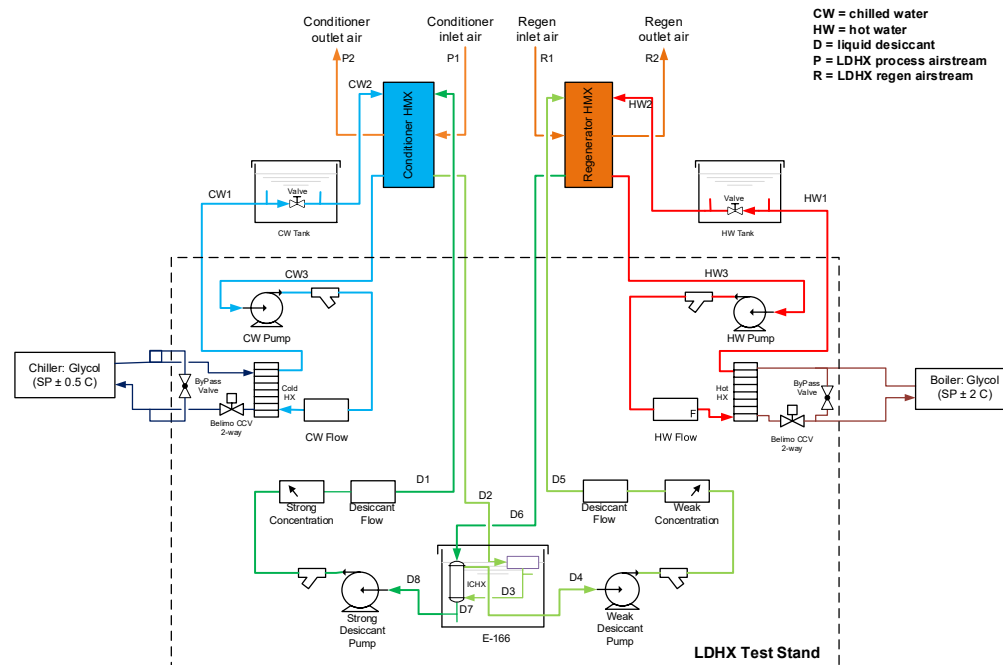 Conditioner
outlet air
Conditioner
inlet air
Regen
inlet air
Regen
outlet air
CW = chilled water
HW = hot water
D = liquid desiccant
P = LDHX process airstream
R = LDHX regen airstream
P2
P1
R1
R2
CW2
HW2
Conditioner HMX
Regenerator HMX
CW1
Valve
CW Tank
Valve
HW Tank
HW1
CW3
HW3
CW Pump
HW Pump
Chiller: Glycol
(SP ± 0.5 C)
ByPass
Valve
Cold
HX
Belimo CCV
2-way
CW Flow
F
HW Flow
Hot
HX
ByPass
Valve
Belimo CCV
2-way
Boiler: Glycol
(SP ± 2 C)
D1
D2
D5
D6
Strong
Concentration
Desiccant
Flow
Desiccant
Flow
Weak
Concentration
D8
ICHX
D3
D4
D7
Strong
Desiccant
Pump
E-166
Weak
Desiccant
Pump
LDHX Test Stand